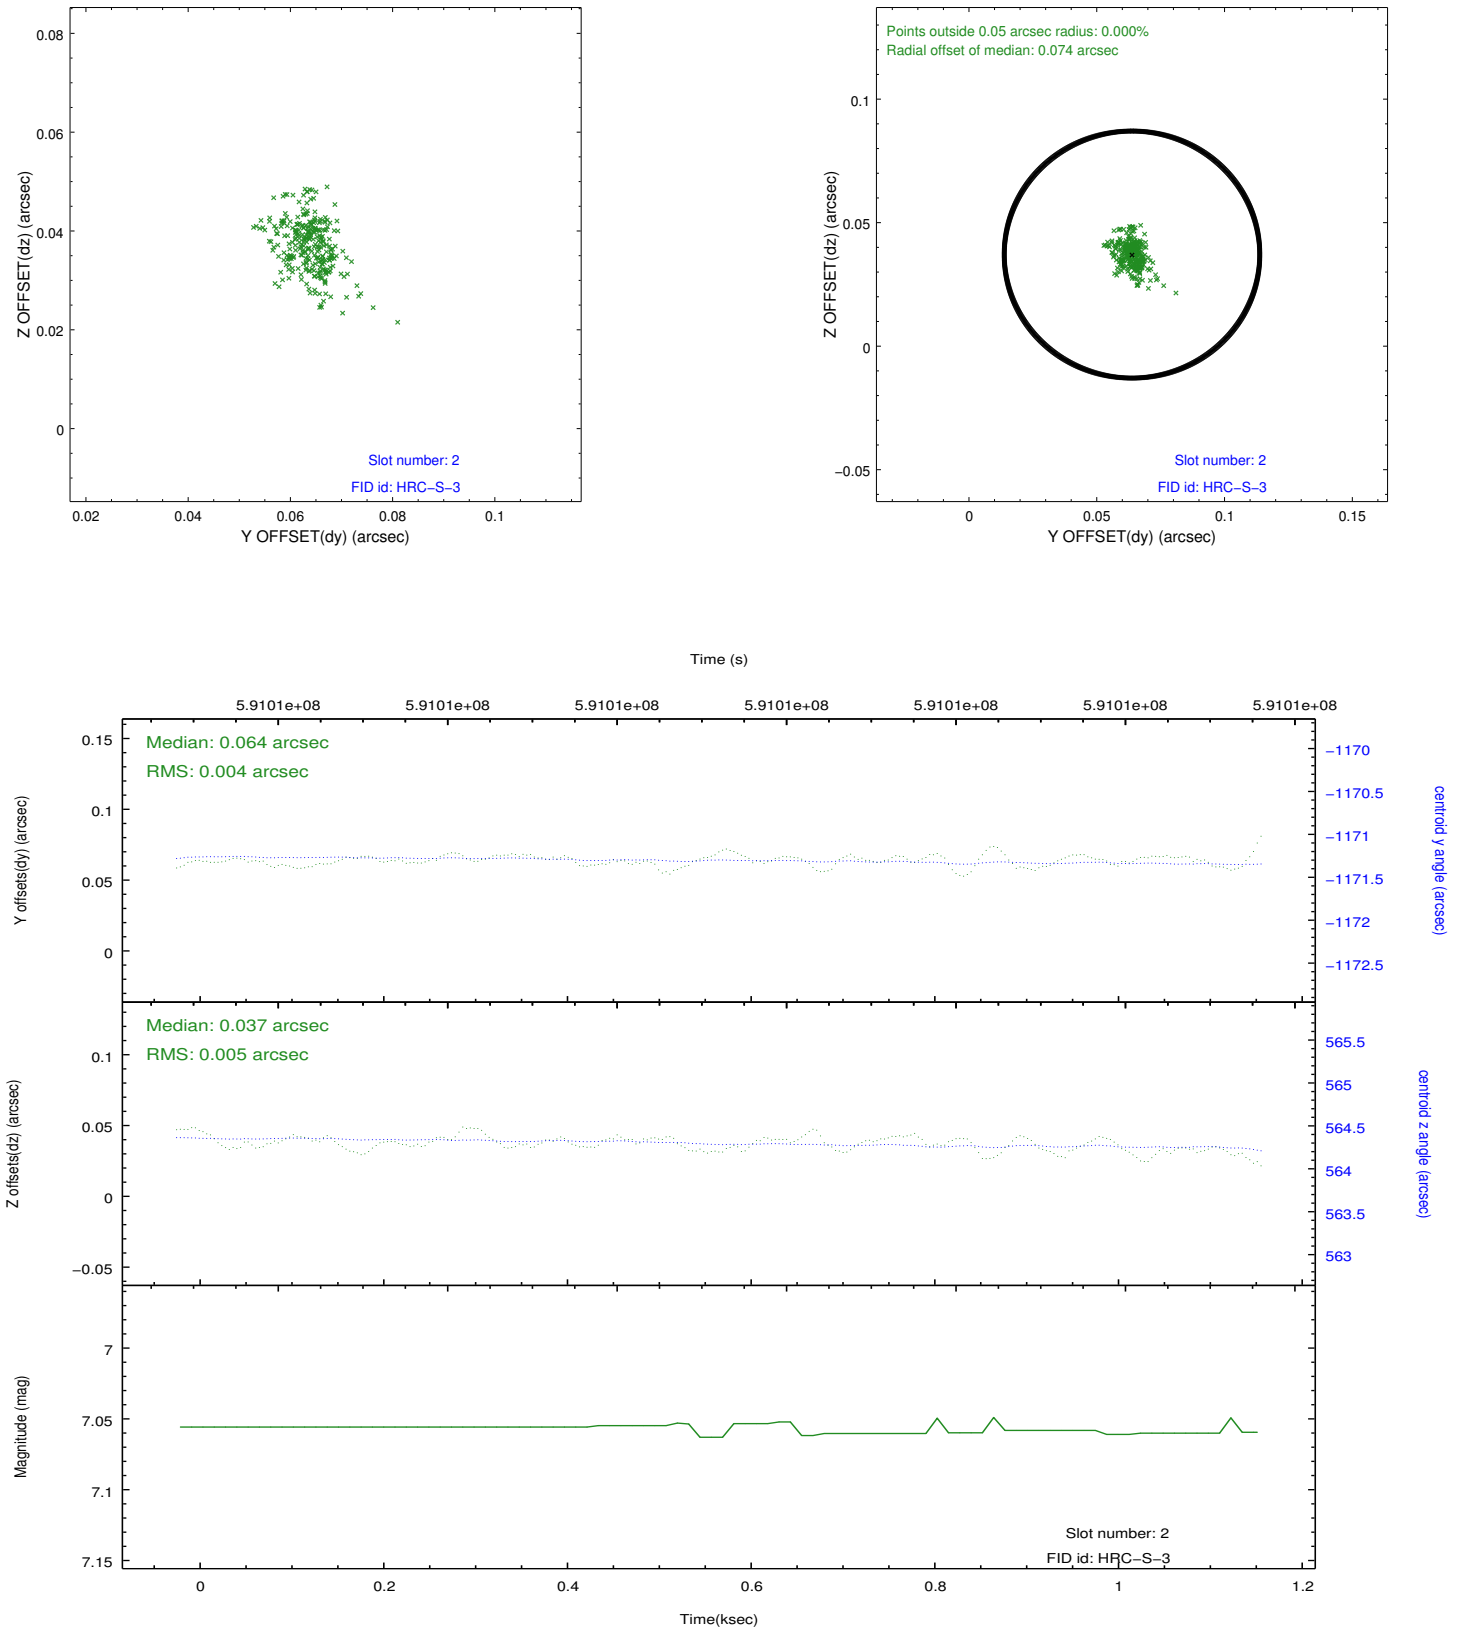 0.08
0.06
0.04
0.02
0
Z OFFSET(dz) (arcsec)
Slot number: 2
FID id: HRC−S−3
0.02 0.04 0.06 0.08 0.1
Y OFFSET(dy) (arcsec)
Points outside 0.05 arcsec radius: 0.000%
Radial offset of median: 0.074 arcsec
0.1
0.05
0
−0.05
Z OFFSET(dz) (arcsec)
Slot number: 2
FID id: HRC−S−3
0 0.05 0.1 0.15
Y OFFSET(dy) (arcsec)
Time (s)
5.9101e+08 5.9101e+08 5.9101e+08 5.9101e+08 5.9101e+08 5.9101e+08 5.9101e+08
Median: 0.064 arcsec
RMS: 0.004 arcsec
0.15
0.1
0.05
0
Y offsets(dy) (arcsec)
−1170
−1170.5
−1171
−1171.5
−1172
−1172.5
centroid y angle (arcsec)
Median: 0.037 arcsec
RMS: 0.005 arcsec
0.1
0.05
0
−0.05
Z offsets(dz) (arcsec)
565.5
565
564.5
564
563.5
563
centroid z angle (arcsec)
7
7.05
7.1
7.15
Magnitude (mag)
Slot number: 2
FID id: HRC−S−3
0 0.2 0.4 0.6 0.8 1 1.2
Time(ksec)